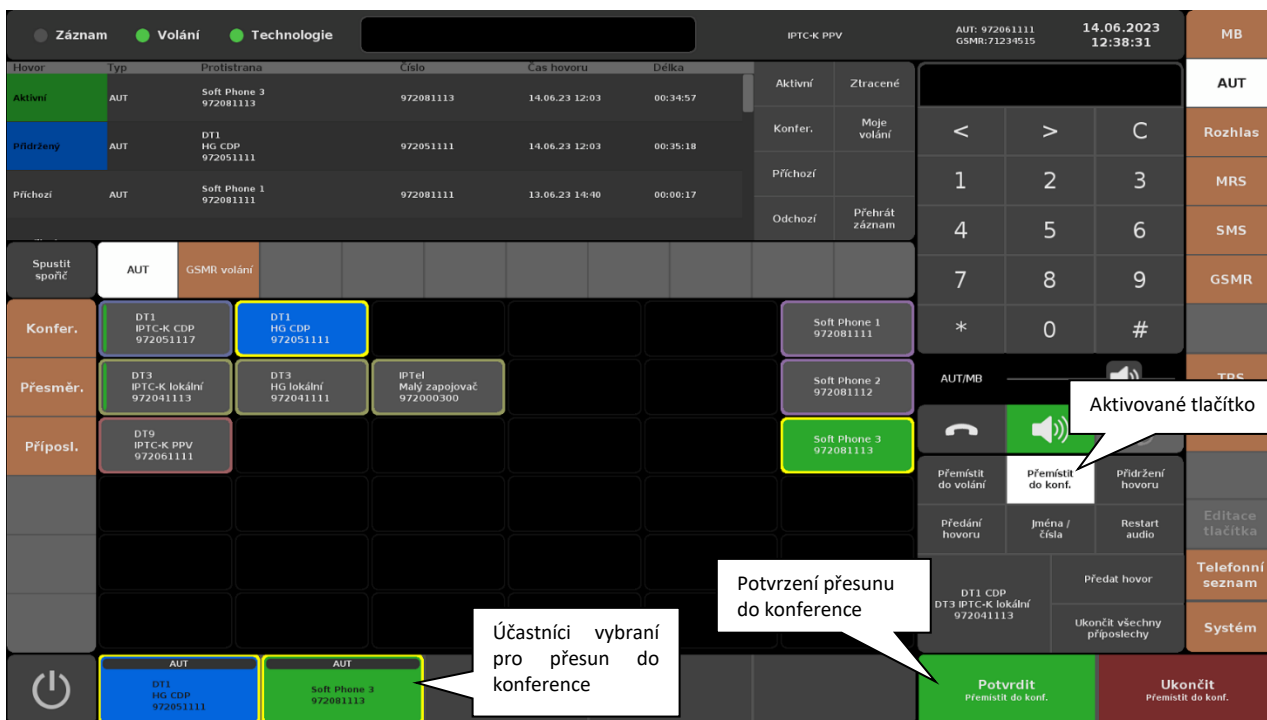 Záznam
Volání
Technologie
IPTC-K PPV
AUT: 972061111
GSMR:71234515
14.06.2023
12:38:31
MB
Hovor Typ Protistrana Číslo Čas hovoru Délka
Aktivní AUT Soft Phone 3
972081113
972081113 14.06.23 12:03 00:34:57
Přidržený AUT DT1
HG CDP
972051111
972051111 14.06.23 12:03 00:35:18
Příchozí AUT Soft Phone 1
972081111
972081111 13.06.23 14:40 00:00:17
Aktivní Ztracené
Konfer. Moje
volání
Příchozí
Odchozí Přehrát
záznam
< > C
1 2 3
4 5 6
7 8 9
* 0 #
AUT
Rozhlas
MRS
SMS
GSMR
Spustit
spořič
AUT
GSMR volání
Konfer.
DT1
IPTC-K CDP
972051117
DT1
HG CDP
972051111
Soft Phone 1
972081111
Přesměr.
DT3
IPTC-K lokální
972041113
DT3
HG lokální
972041111
IPTel
Malý zapojovač
972000300
Soft Phone 2
972081112
Příposl.
DT9
IPTC-K PPV
972061111
Soft Phone 3
972081113
AUT/MB
Aktivované tlačítko
Přemístit
do volání
Přemístit
do konf.
Přidržení
hovoru
Předání
hovoru
Jména /
čísla
Restart
audio
Editace
tlačítka
DT1 CDP
DT3 IPTC-K lokální
972041113
Předat hovor
Ukončit všechny
příposlechy
Telefonní
seznam
Systém
Potvrzení přesunu
do konference
Účastníci vybraní
pro přesun do
konference
AUT
DT1
HG CDP
972051111
AUT
Soft Phone 3
972081113
Potvrdit
Přemístit do konf.
Ukončit
Přemístit do konf.